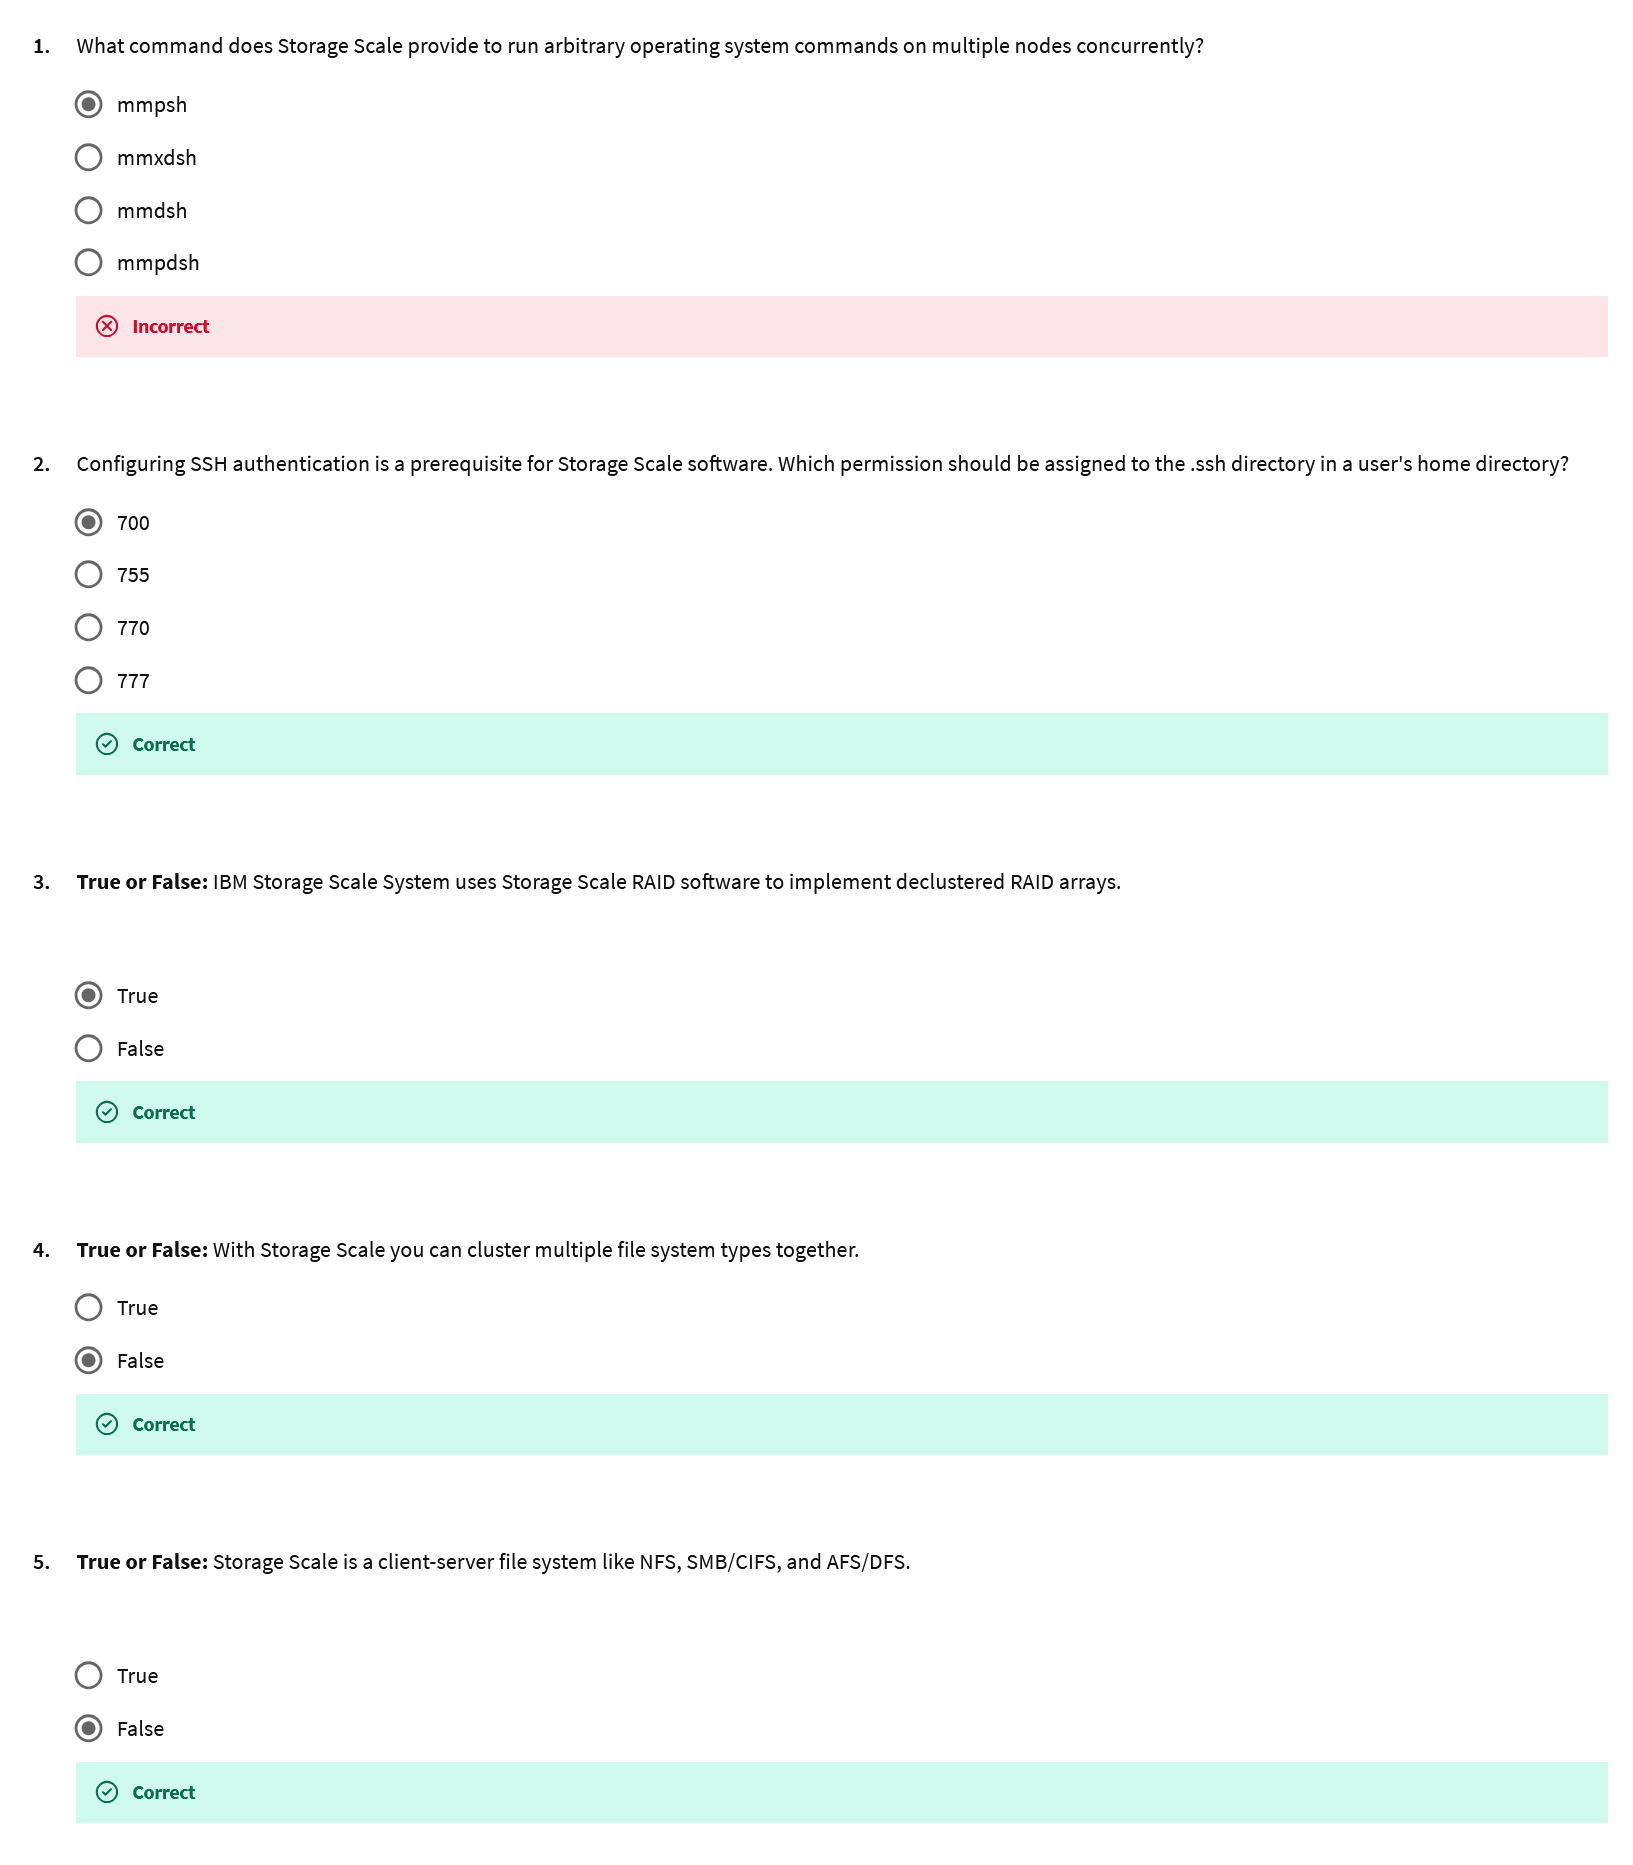 1. What command does Storage Scale provide to run arbitrary operating system commands on multiple nodes concurrently?
mmpsh
mmxdsh
mmdsh
mmpdsh
Incorrect
2. Configuring SSH authentication is a prerequisite for Storage Scale software. Which permission should be assigned to the .ssh directory in a user's home directory?
700
755
770
777
Correct
3. True or False: IBM Storage Scale System uses Storage Scale RAID software to implement declustered RAID arrays.
True
False
Correct
4. True or False: With Storage Scale you can cluster multiple file system types together.
True
False
Correct
5. True or False: Storage Scale is a client-server file system like NFS, SMB/CIFS, and AFS/DFS.
True
False
Correct